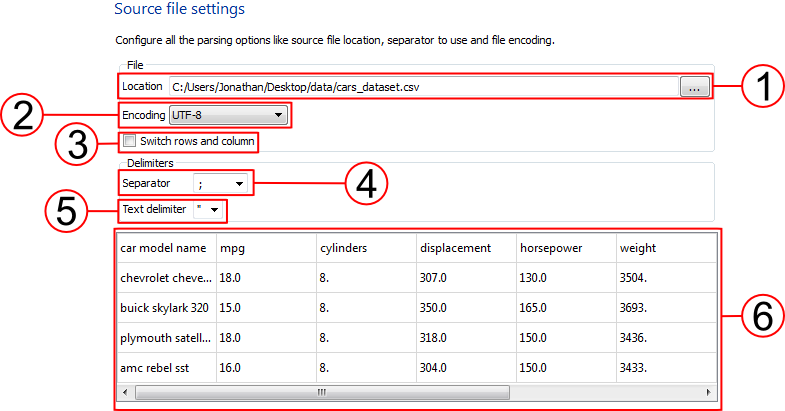 Source file settings
Configure all the parsing options like source file location, separator to use and file encoding.
File
Location C:/Users/Jonathan/Desktop/data/cars_dataset.csv ... 1
2 Encoding UTF-8
3 Switch rows and column
Delimiters
Separator ; 4
5 Text delimiter "
car model name mpg cylinders displacement horsepower weight
chevrolet cheve... 18.0 8. 307.0 130.0 3504.
buick skylark 320 15.0 8. 350.0 165.0 3693.
6
plymouth satell... 18.0 8. 318.0 150.0 3436.
amc rebel sst 16.0 8. 304.0 150.0 3433.